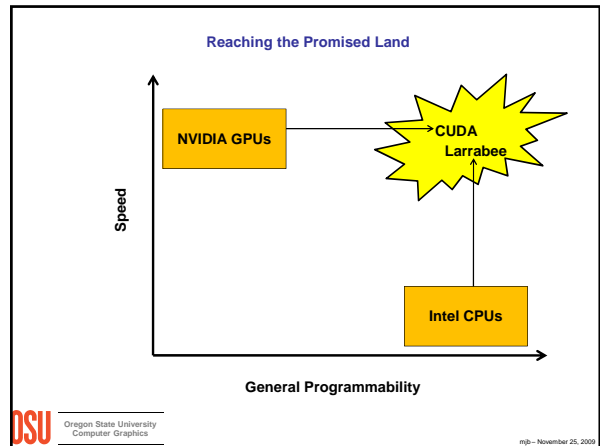 Reaching the Promised Land
NVIDIA GPUs
CUDA
Larrabee
Speed
Intel CPUs
General Programmability
OSU
Oregon State University
Computer Graphics
mjb – November 25, 2009